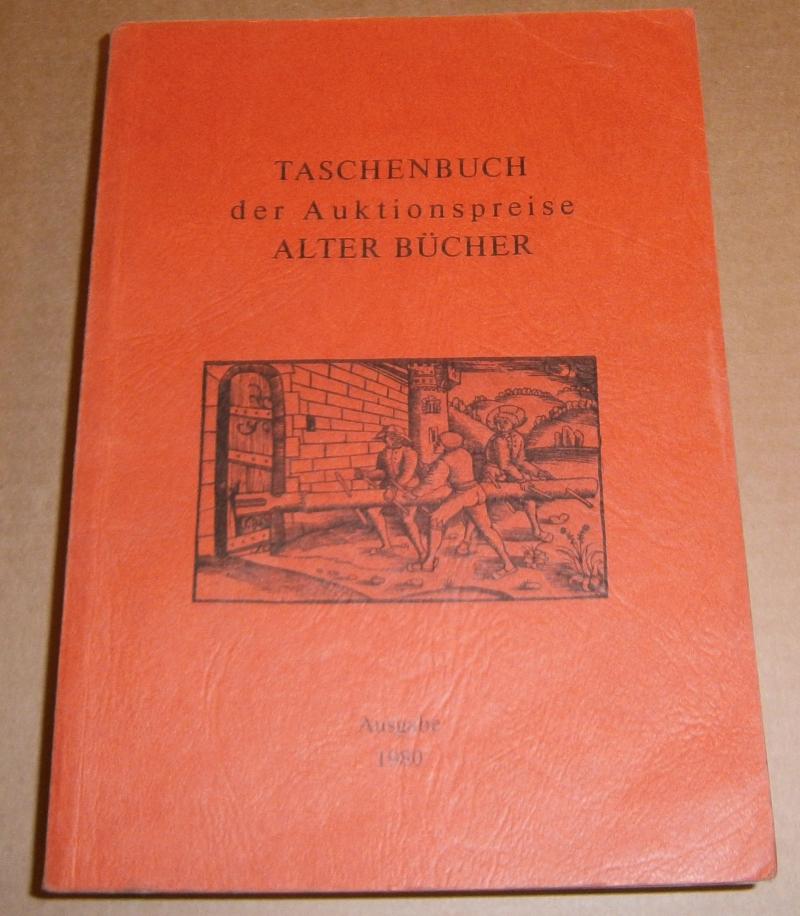 TASCHENBUCH
der Auktionspreise
ALTER BÜCHER
Ausgabe
1980